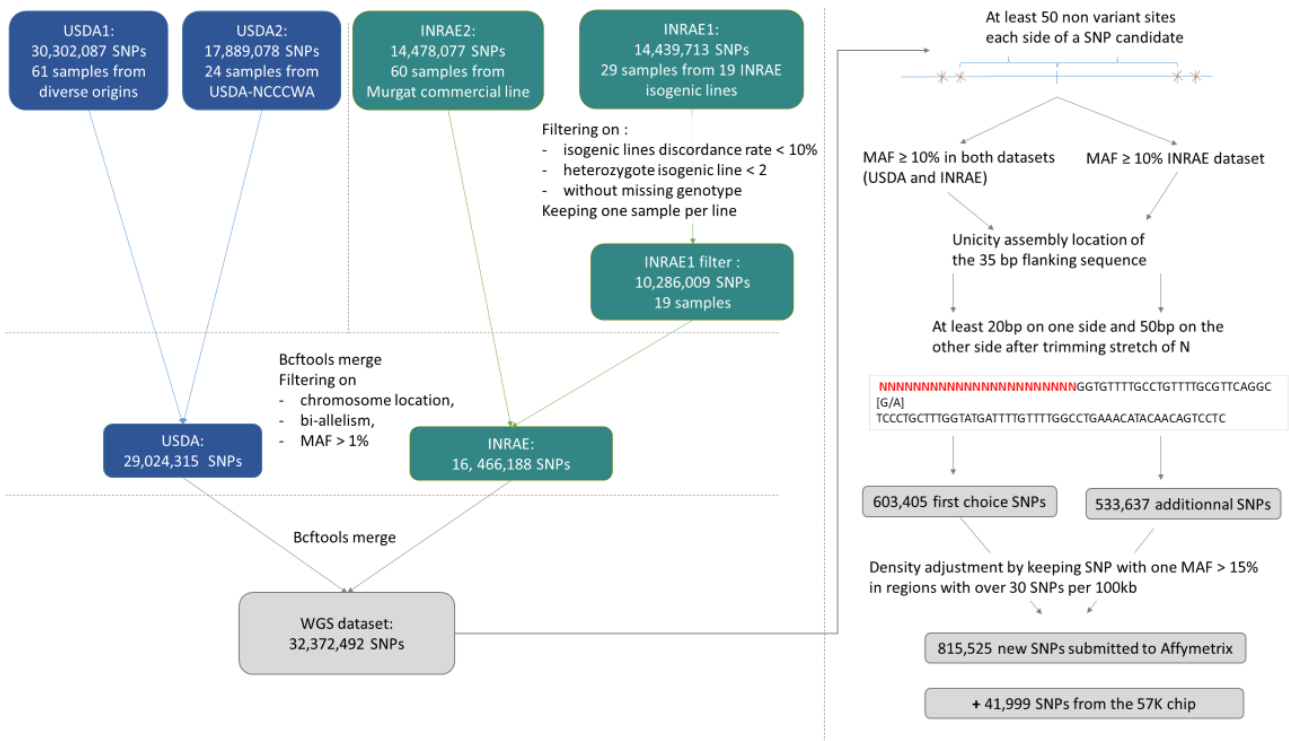 USDA1:
30,302,087 SNPs
61 samples from
diverse origins
USDA2:
17,889,078 SNPs
24 samples from
USDA-NCCCWA
INRAE2:
14,478,077 SNPs
60 samples from
Murgat commercial line
INRAE1:
14,439,713 SNPs
29 samples from 19 INRAE
isogenic lines
Filtering on :
- isogenic lines discordance rate < 10%
- heterozygote isogenic line < 2
- without missing genotype
Keeping one sample per line
INRAE1 filter :
10,286,009 SNPs
19 samples
Bcftools merge
Filtering on
- chromosome location,
- bi-allelism,
- MAF > 1%
USDA:
29,024,315 SNPs
INRAE:
16, 466,188 SNPs
Bcftools merge
WGS dataset:
32,372,492 SNPs
At least 50 non variant sites
each side of a SNP candidate
MAF ≥ 10% in both datasets
(USDA and INRAE)
MAF ≥ 10% INRAE dataset
Unicity assembly location of
the 35 bp flanking sequence
At least 20bp on one side and 50bp on the
other side after trimming stretch of N
NNNNNNNNNNNNNNNNNNNNNNNNGGTGTTTTGCCTGTTTTGCGTTCAGGC
[G/A]
TCCCTGCTTTGGTATGATTTTGTTTTGGCCTGAAACATACAACAGTCCTC
603,405 first choice SNPs
533,637 additionnal SNPs
Density adjustment by keeping SNP with one MAF > 15%
in regions with over 30 SNPs per 100kb
815,525 new SNPs submitted to Affymetrix
+ 41,999 SNPs from the 57K chip